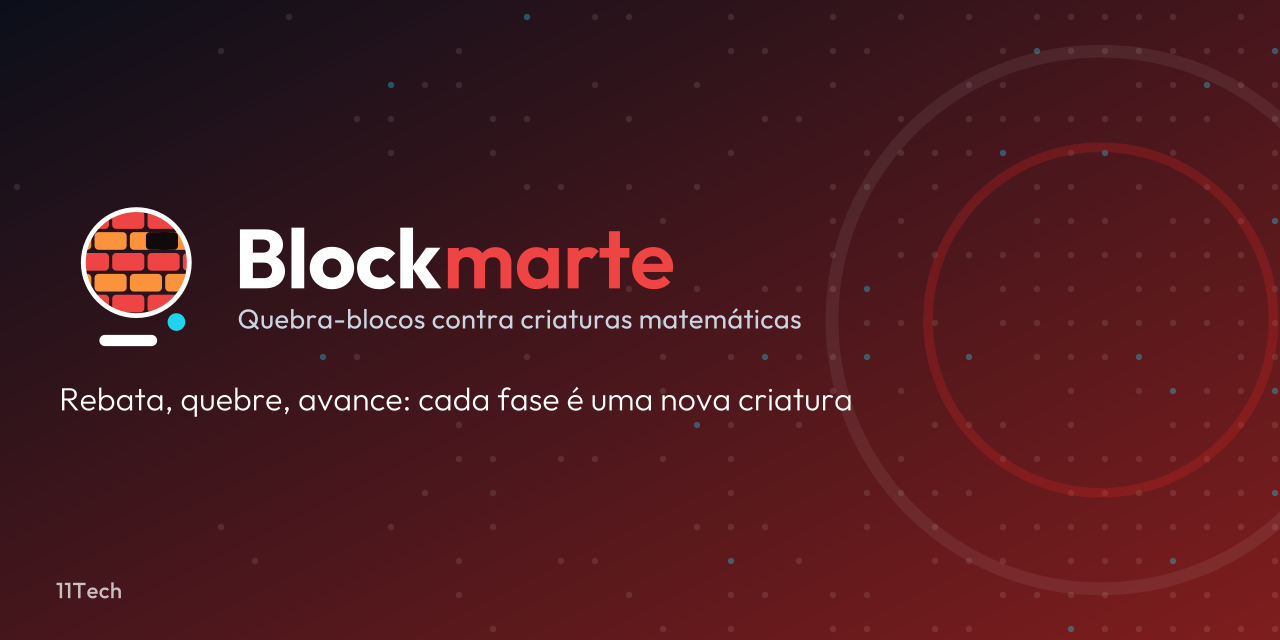 Blockmarte
Quebra-blocos contra criaturas matemáticas
Rebata, quebre, avance: cada fase é uma nova criatura
11Tech